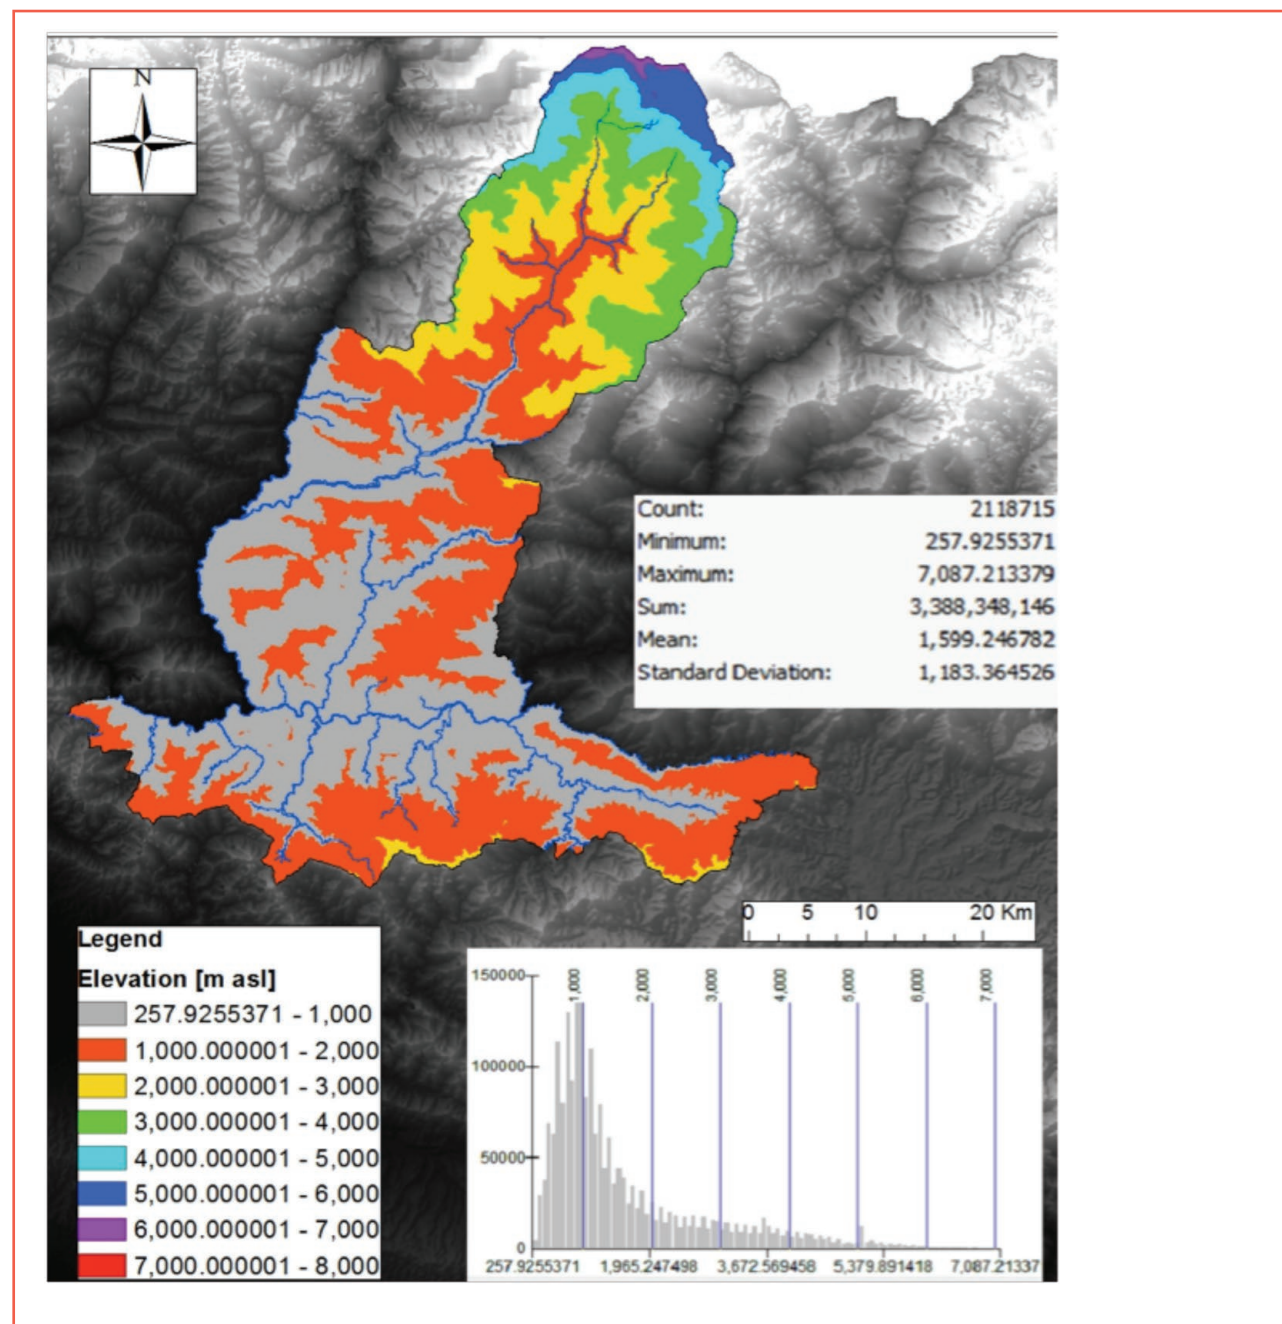 N
Count: 2118715
Minimum: 257.9255371
Maximum: 7,087.213379
Sum: 3,388,348,146
Mean: 1,599.246782
Standard Deviation: 1,183.364526
0 5 10 20 Km
Legend
Elevation [m asl]
257.9255371 - 1,000
1,000.000001 - 2,000
2,000.000001 - 3,000
3,000.000001 - 4,000
4,000.000001 - 5,000
5,000.000001 - 6,000
6,000.000001 - 7,000
7,000.000001 - 8,000
1,000 2,000 3,000 4,000 5,000 6,000 7,000
150000
100000
50000
0
257.9255371 1,965.247498 3,672.569458 5,379.891418 7,087.21337